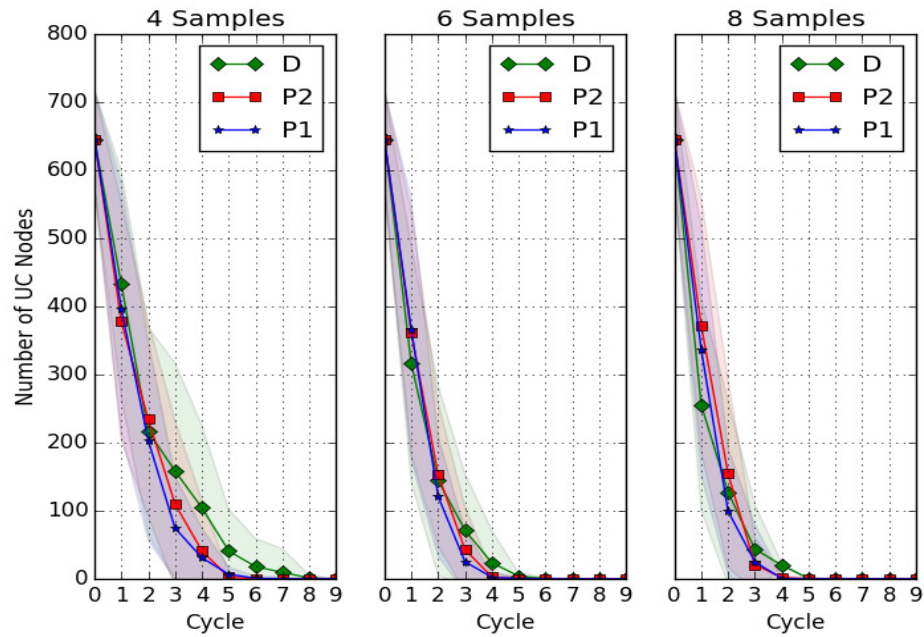 4 Samples
6 Samples
8 Samples
Number of UC Nodes
800
700
600
500
400
300
200
100
0
D
P2
P1
D
P2
P1
D
P2
P1
0 1 2 3 4 5 6 7 8 9
0 1 2 3 4 5 6 7 8 9
0 1 2 3 4 5 6 7 8 9
Cycle
Cycle
Cycle